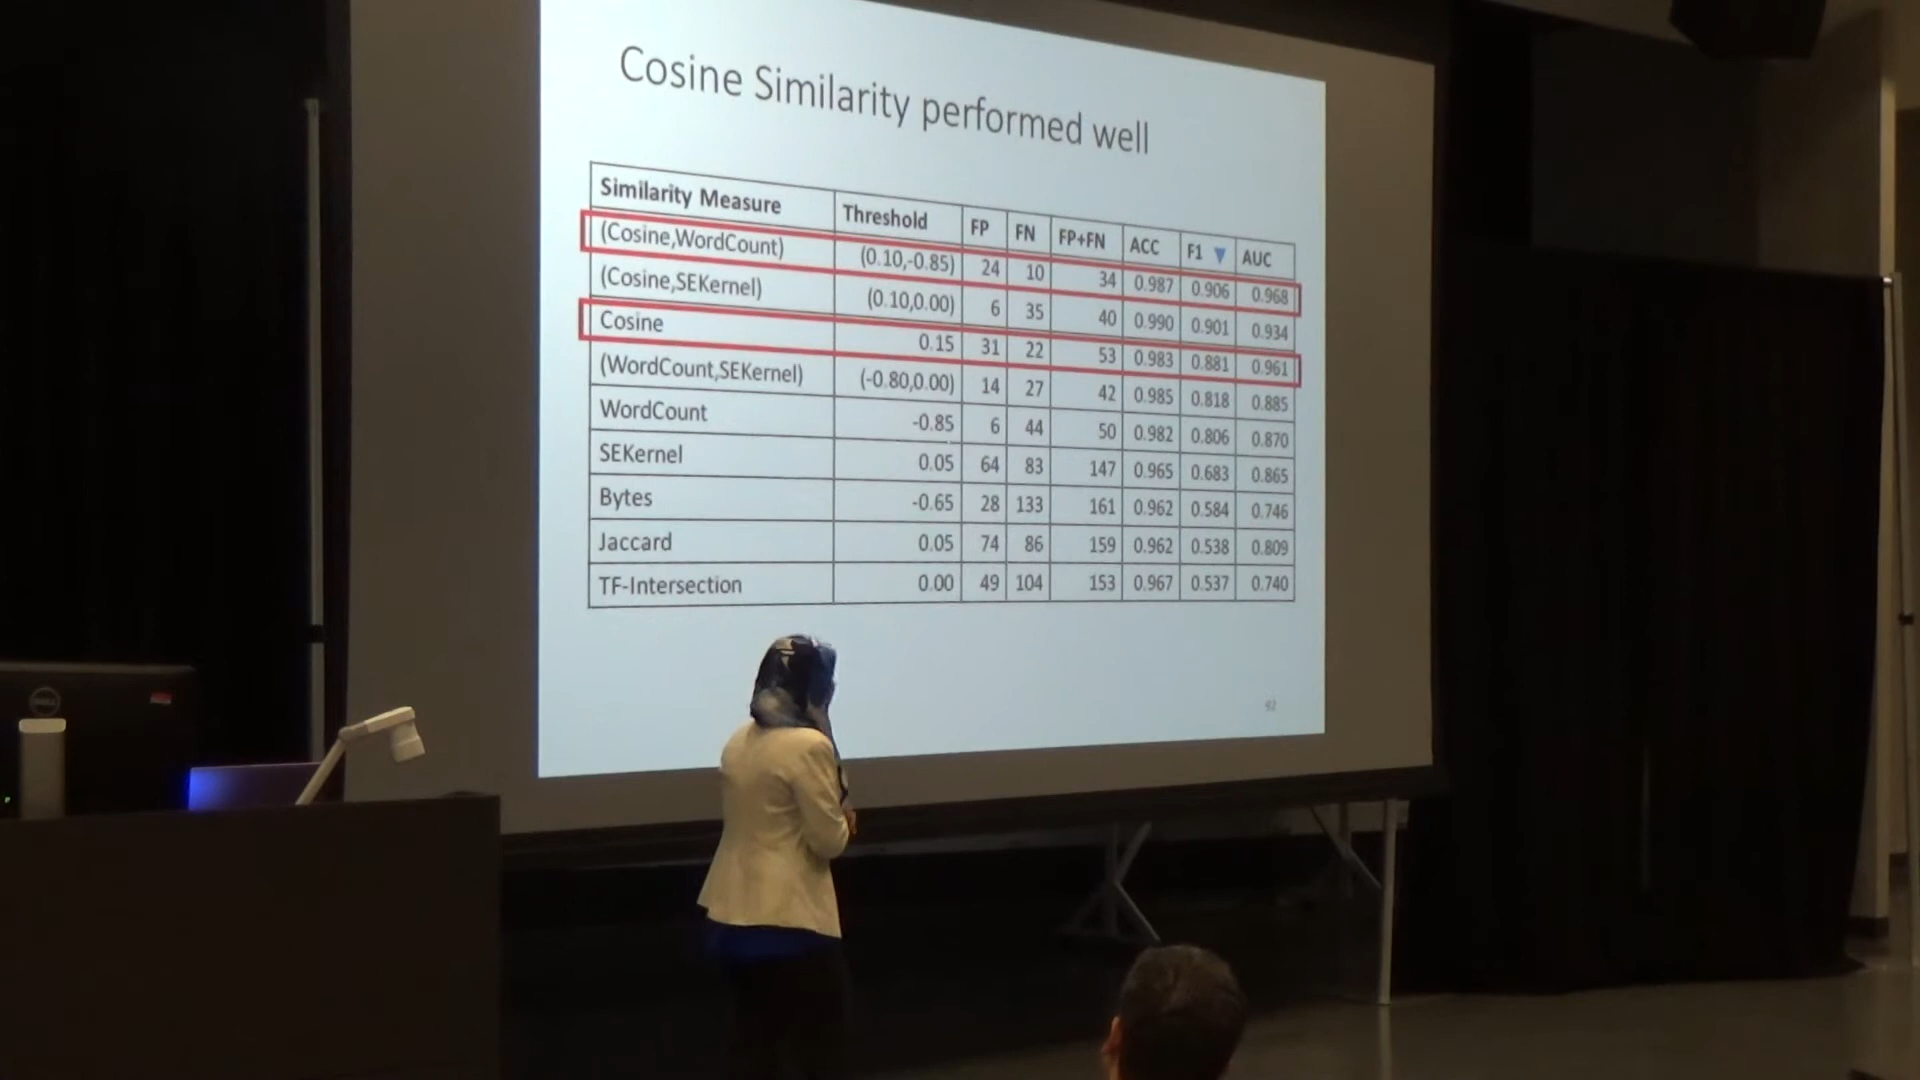 Cosine Similarity performed well
Similarity Measure Threshold FP FN FP+FN ACC F1 ▼ AUC
(Cosine,WordCount) (0.10,-0.85) 24 10 34 0.987 0.906 0.968
(Cosine,SEKernel) (0.10,0.00) 6 35 40 0.990 0.901 0.934
Cosine 0.15 31 22 53 0.983 0.881 0.961
(WordCount,SEKernel) (-0.80,0.00) 14 27 42 0.985 0.818 0.885
WordCount -0.85 6 44 50 0.982 0.806 0.870
SEKernel 0.05 64 83 147 0.965 0.683 0.865
Bytes -0.65 28 133 161 0.962 0.584 0.746
Jaccard 0.05 74 86 159 0.962 0.538 0.809
TF-Intersection 0.00 49 104 153 0.967 0.537 0.740
DELL